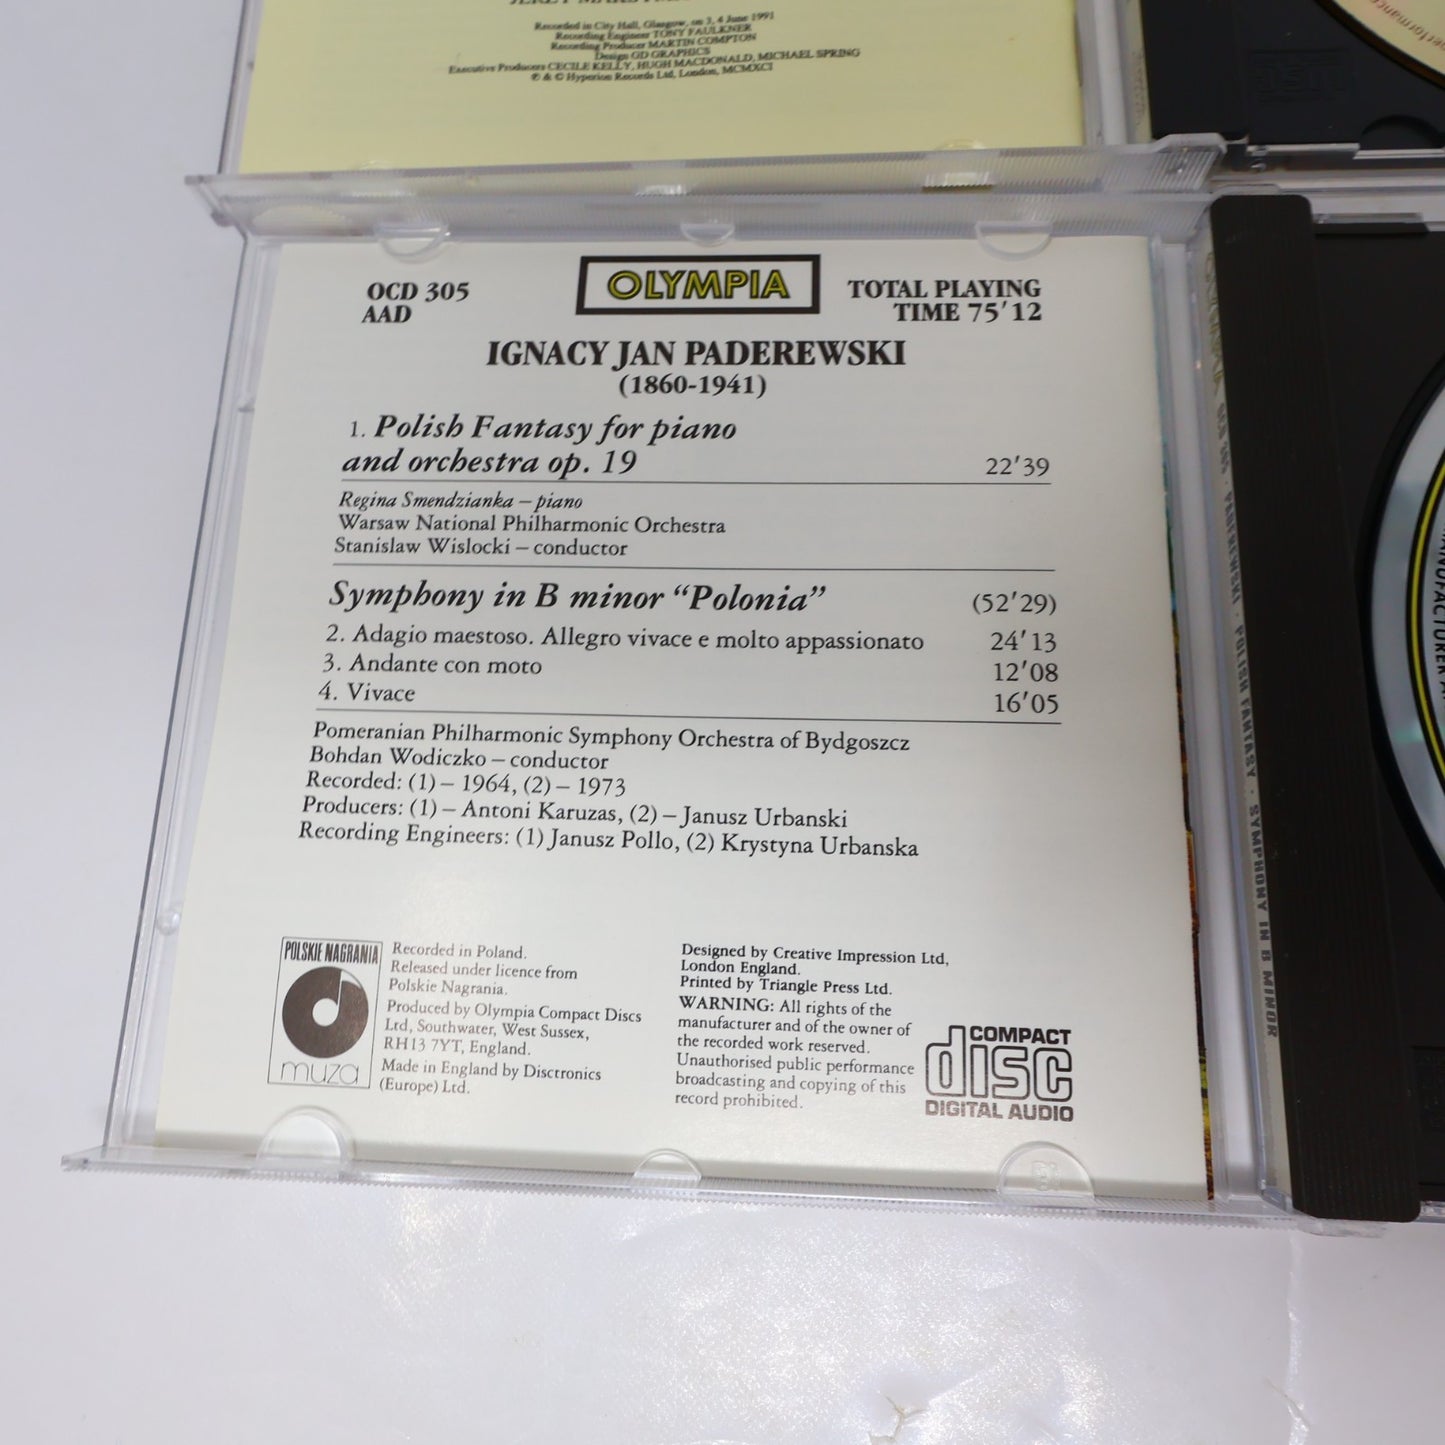 Recorded in City Hall, Glasgow, on 3, 4 June 1991
Recording Engineer TONY FAULKNER
Recording Producer MARTIN COMPTON
Design GD GRAPHICS
Executive Producers CECILE KELLY, HUGH MACDONALD, MICHAEL SPRING
℗ & © Hyperion Records Ltd, London, MCMXCI
OCD 305
AAD
OLYMPIA
TOTAL PLAYING
TIME 75'12
IGNACY JAN PADEREWSKI
(1860-1941)
1. Polish Fantasy for piano
and orchestra op. 19 22'39
Regina Smendzianka – piano
Warsaw National Philharmonic Orchestra
Stanislaw Wislocki – conductor
Symphony in B minor “Polonia” (52'29)
2. Adagio maestoso. Allegro vivace e molto appassionato 24'13
3. Andante con moto 12'08
4. Vivace 16'05
Pomeranian Philharmonic Symphony Orchestra of Bydgoszcz
Bohdan Wodiczko – conductor
Recorded: (1) – 1964, (2) – 1973
Producers: (1) – Antoni Karuzas, (2) – Janusz Urbanski
Recording Engineers: (1) Janusz Pollo, (2) Krystyna Urbanska
POLSKIE NAGRANIA
muza
Recorded in Poland.
Released under licence from
Polskie Nagrania.
Produced by Olympia Compact Discs
Ltd, Southwater, West Sussex,
RH13 7YT, England.
Made in England by Disctronics
(Europe) Ltd.
Designed by Creative Impression Ltd,
London England.
Printed by Triangle Press Ltd.
WARNING: All rights of the
manufacturer and of the owner of
the recorded work reserved.
Unauthorised public performance
broadcasting and copying of this
record prohibited.
COMPACT
disc
DIGITAL AUDIO
OCD 305 · PADEREWSKI · POLISH FANTASY · SYMPHONY IN B MINOR